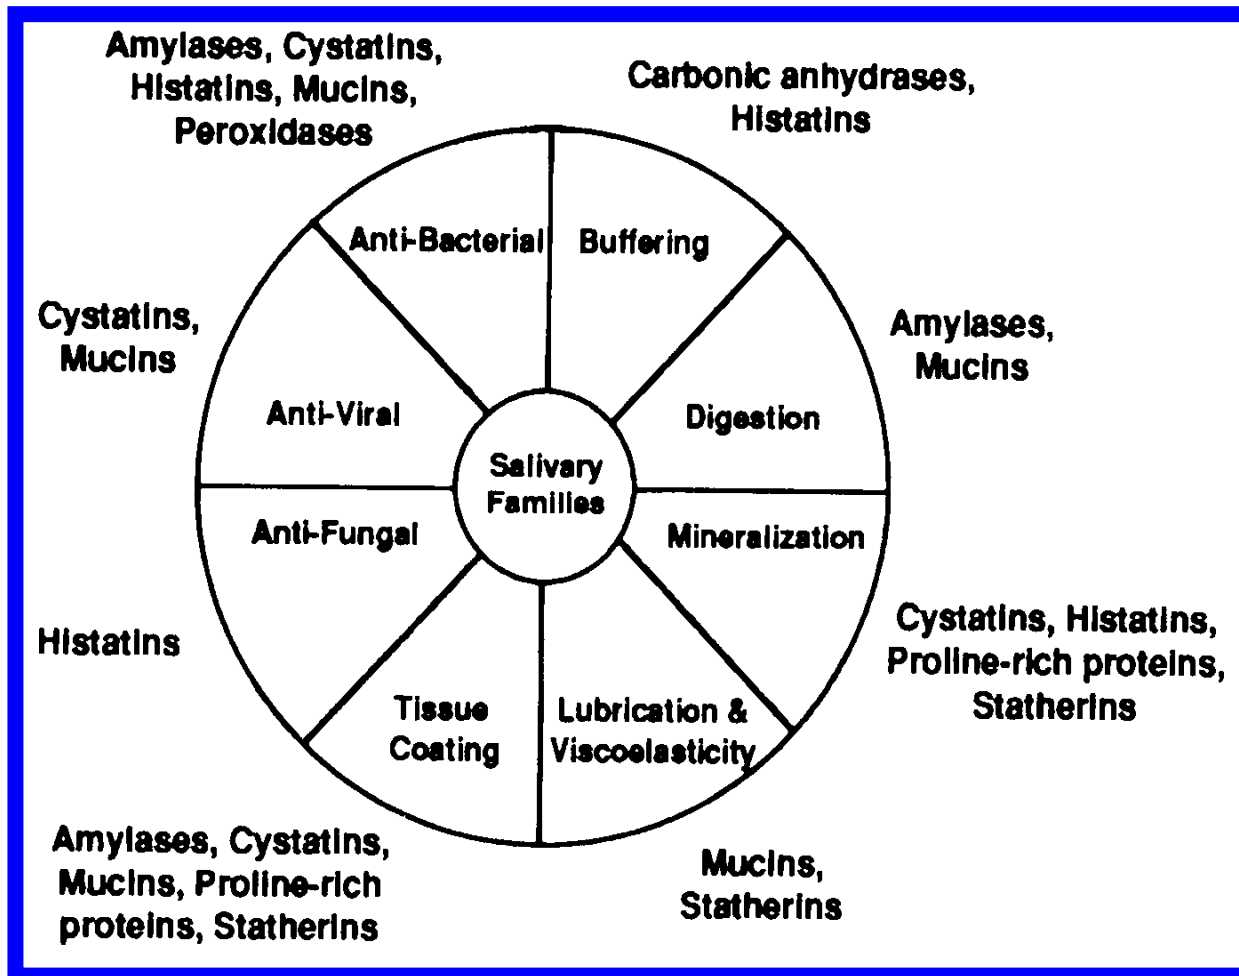 Amylases, Cystatins,
Histatins, Mucins,
Peroxidases
Carbonic anhydrases,
Histatins
Anti-Bacterial
Buffering
Cystatins,
Mucins
Amylases,
Mucins
Anti-Viral
Digestion
Salivary
Families
Anti-Fungal
Mineralization
Histatins
Cystatins, Histatins,
Proline-rich proteins,
Statherins
Tissue
Coating
Lubrication &
Viscoelasticity
Amylases, Cystatins,
Mucins, Proline-rich
proteins, Statherins
Mucins,
Statherins